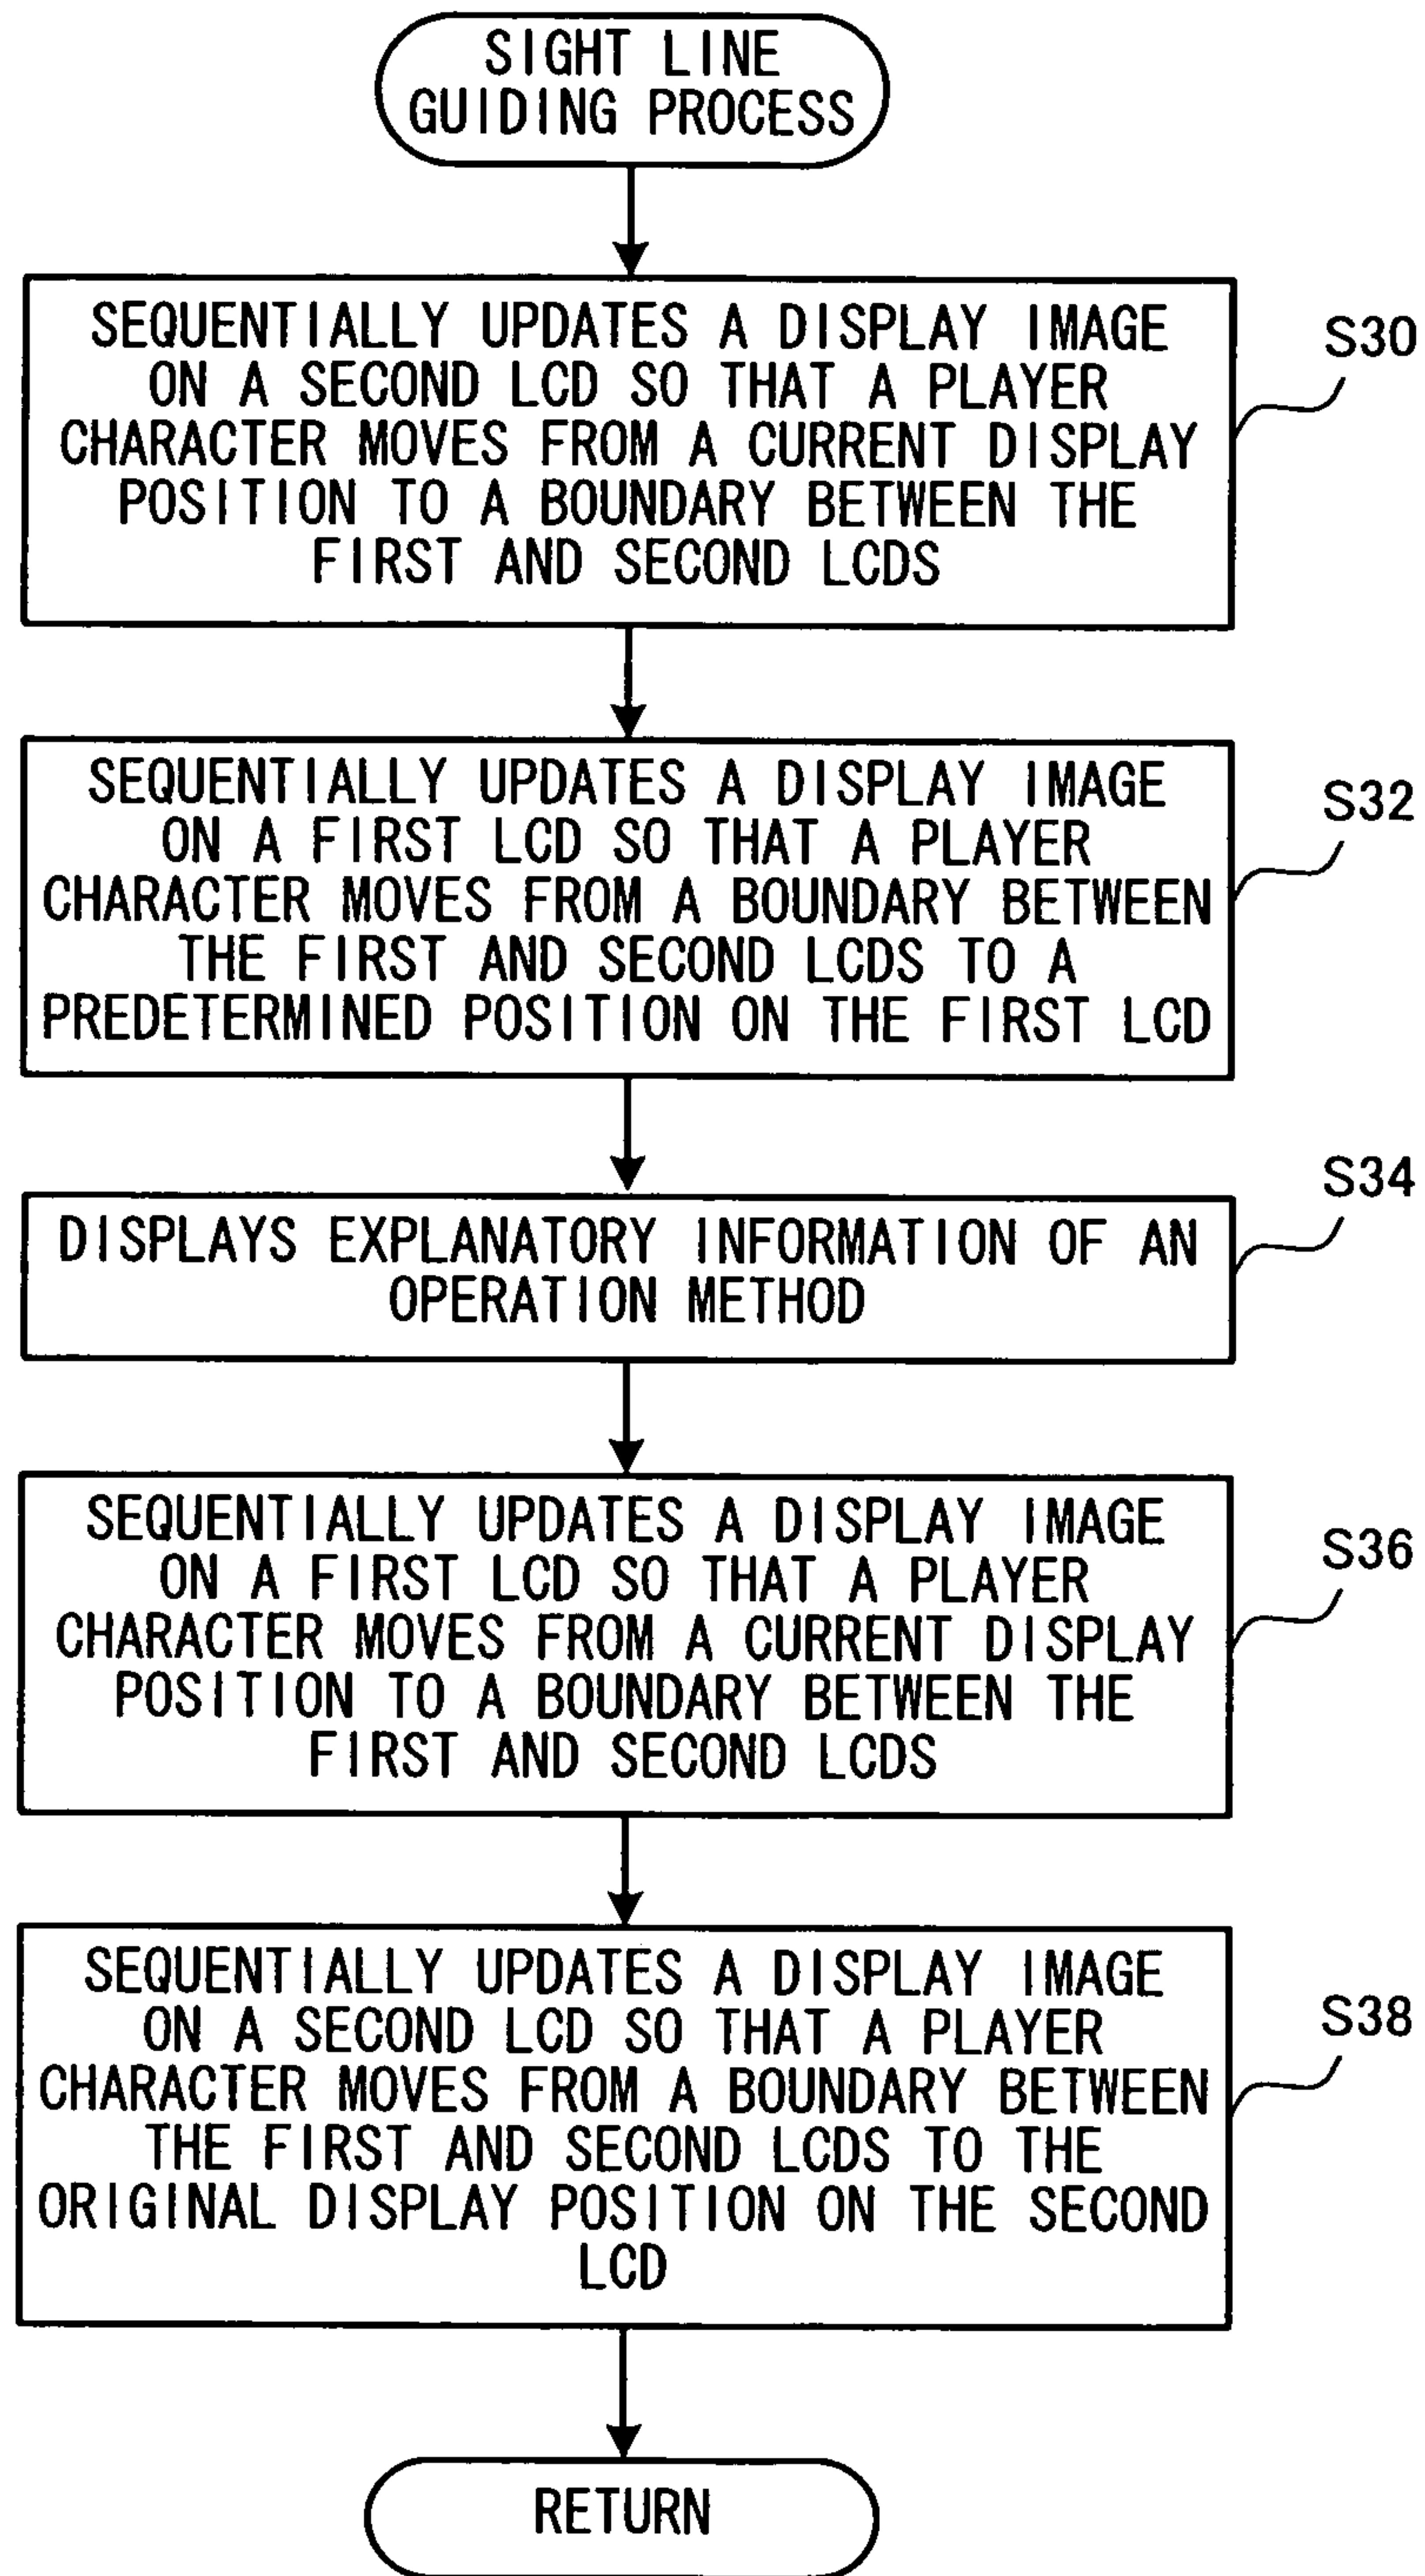 SIGHT LINE
GUIDING PROCESS
SEQUENTIALLY UPDATES A DISPLAY IMAGE
ON A SECOND LCD SO THAT A PLAYER
CHARACTER MOVES FROM A CURRENT DISPLAY
POSITION TO A BOUNDARY BETWEEN THE
FIRST AND SECOND LCDS
S30
SEQUENTIALLY UPDATES A DISPLAY IMAGE
ON A FIRST LCD SO THAT A PLAYER
CHARACTER MOVES FROM A BOUNDARY BETWEEN
THE FIRST AND SECOND LCDS TO A
PREDETERMINED POSITION ON THE FIRST LCD
S32
DISPLAYS EXPLANATORY INFORMATION OF AN
OPERATION METHOD
S34
SEQUENTIALLY UPDATES A DISPLAY IMAGE
ON A FIRST LCD SO THAT A PLAYER
CHARACTER MOVES FROM A CURRENT DISPLAY
POSITION TO A BOUNDARY BETWEEN THE
FIRST AND SECOND LCDS
S36
SEQUENTIALLY UPDATES A DISPLAY IMAGE
ON A SECOND LCD SO THAT A PLAYER
CHARACTER MOVES FROM A BOUNDARY BETWEEN
THE FIRST AND SECOND LCDS TO THE
ORIGINAL DISPLAY POSITION ON THE SECOND
LCD
S38
RETURN